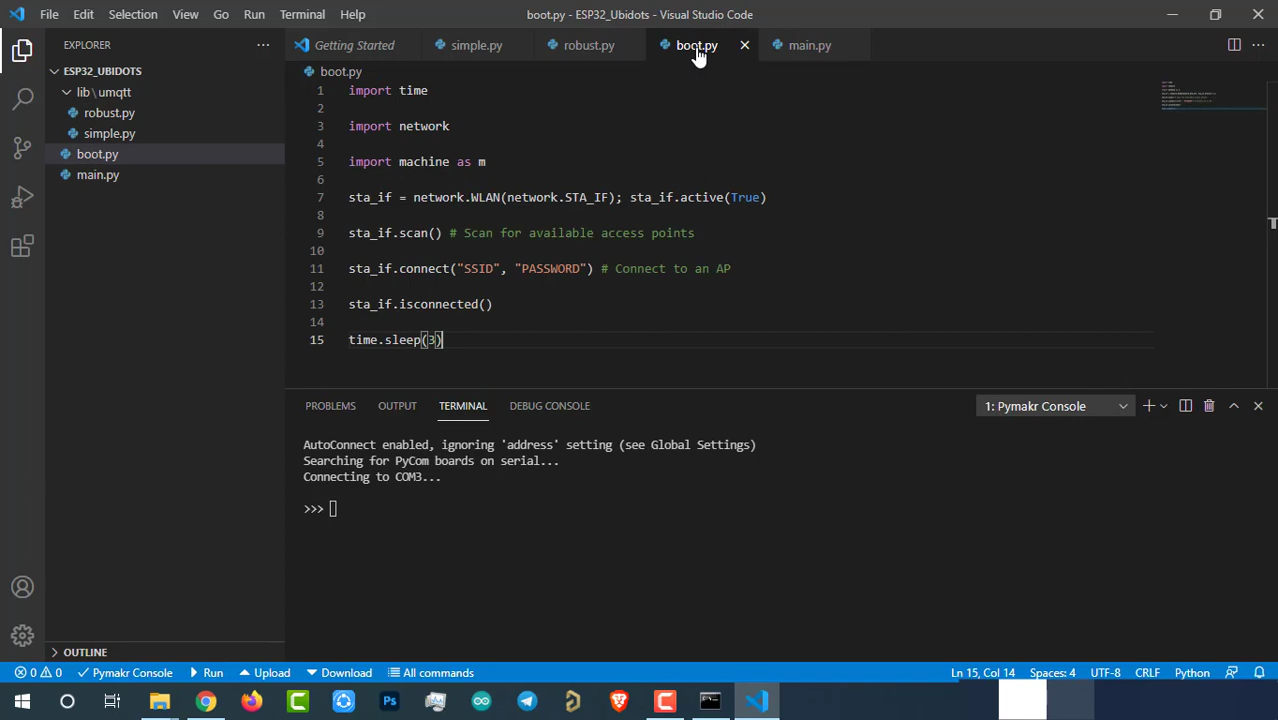 File Edit Selection View Go Run Terminal Help
boot.py - ESP32_Ubidots - Visual Studio Code
EXPLORER
Getting Started
simple.py
robust.py
boot.py
main.py
ESP32_UBIDOTS
lib\umqtt
robust.py
simple.py
boot.py
main.py
boot.py
1 import time
2
3 import network
4
5 import machine as m
6
7 sta_if = network.WLAN(network.STA_IF); sta_if.active(True)
8
9 sta_if.scan() # Scan for available access points
10
11 sta_if.connect("SSID", "PASSWORD") # Connect to an AP
12
13 sta_if.isconnected()
14
15 time.sleep(3)
PROBLEMS OUTPUT TERMINAL DEBUG CONSOLE
1: Pymakr Console
AutoConnect enabled, ignoring 'address' setting (see Global Settings)
Searching for PyCom boards on serial...
Connecting to COM3...
>>>
OUTLINE
0 0 Pymakr Console Run Upload Download All commands
Ln 15, Col 14 Spaces: 4 UTF-8 CRLF Python
Ps